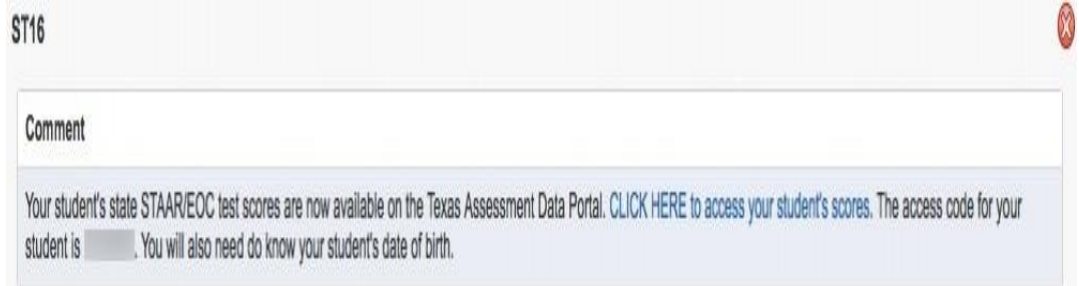 ST16
Comment
Your student's state STAAR/EOC test scores are now available on the Texas Assessment Data Portal. CLICK HERE to access your student's scores. The access code for your
student is . You will also need do know your student's date of birth.